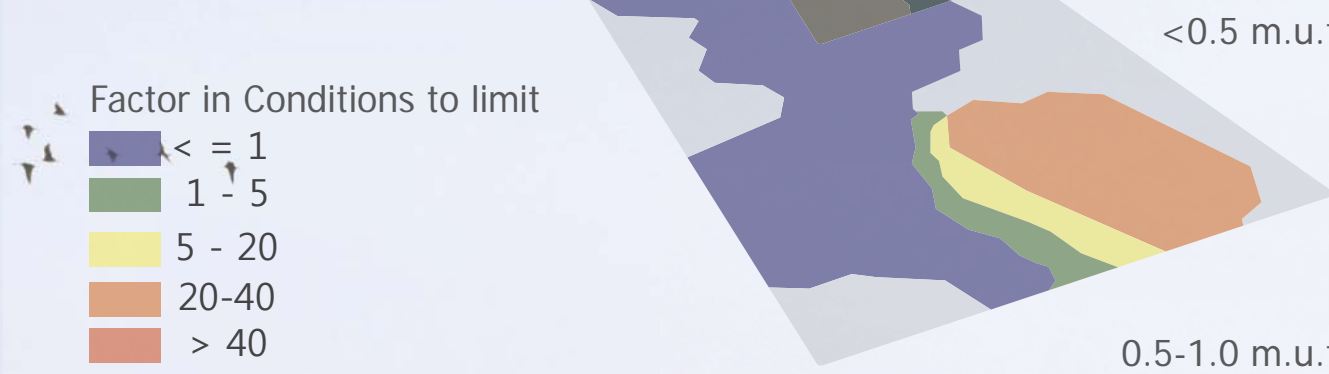 <0.5 m.u.
Factor in Conditions to limit
< = 1
1 - 5
5 - 20
20-40
> 40
0.5-1.0 m.u.